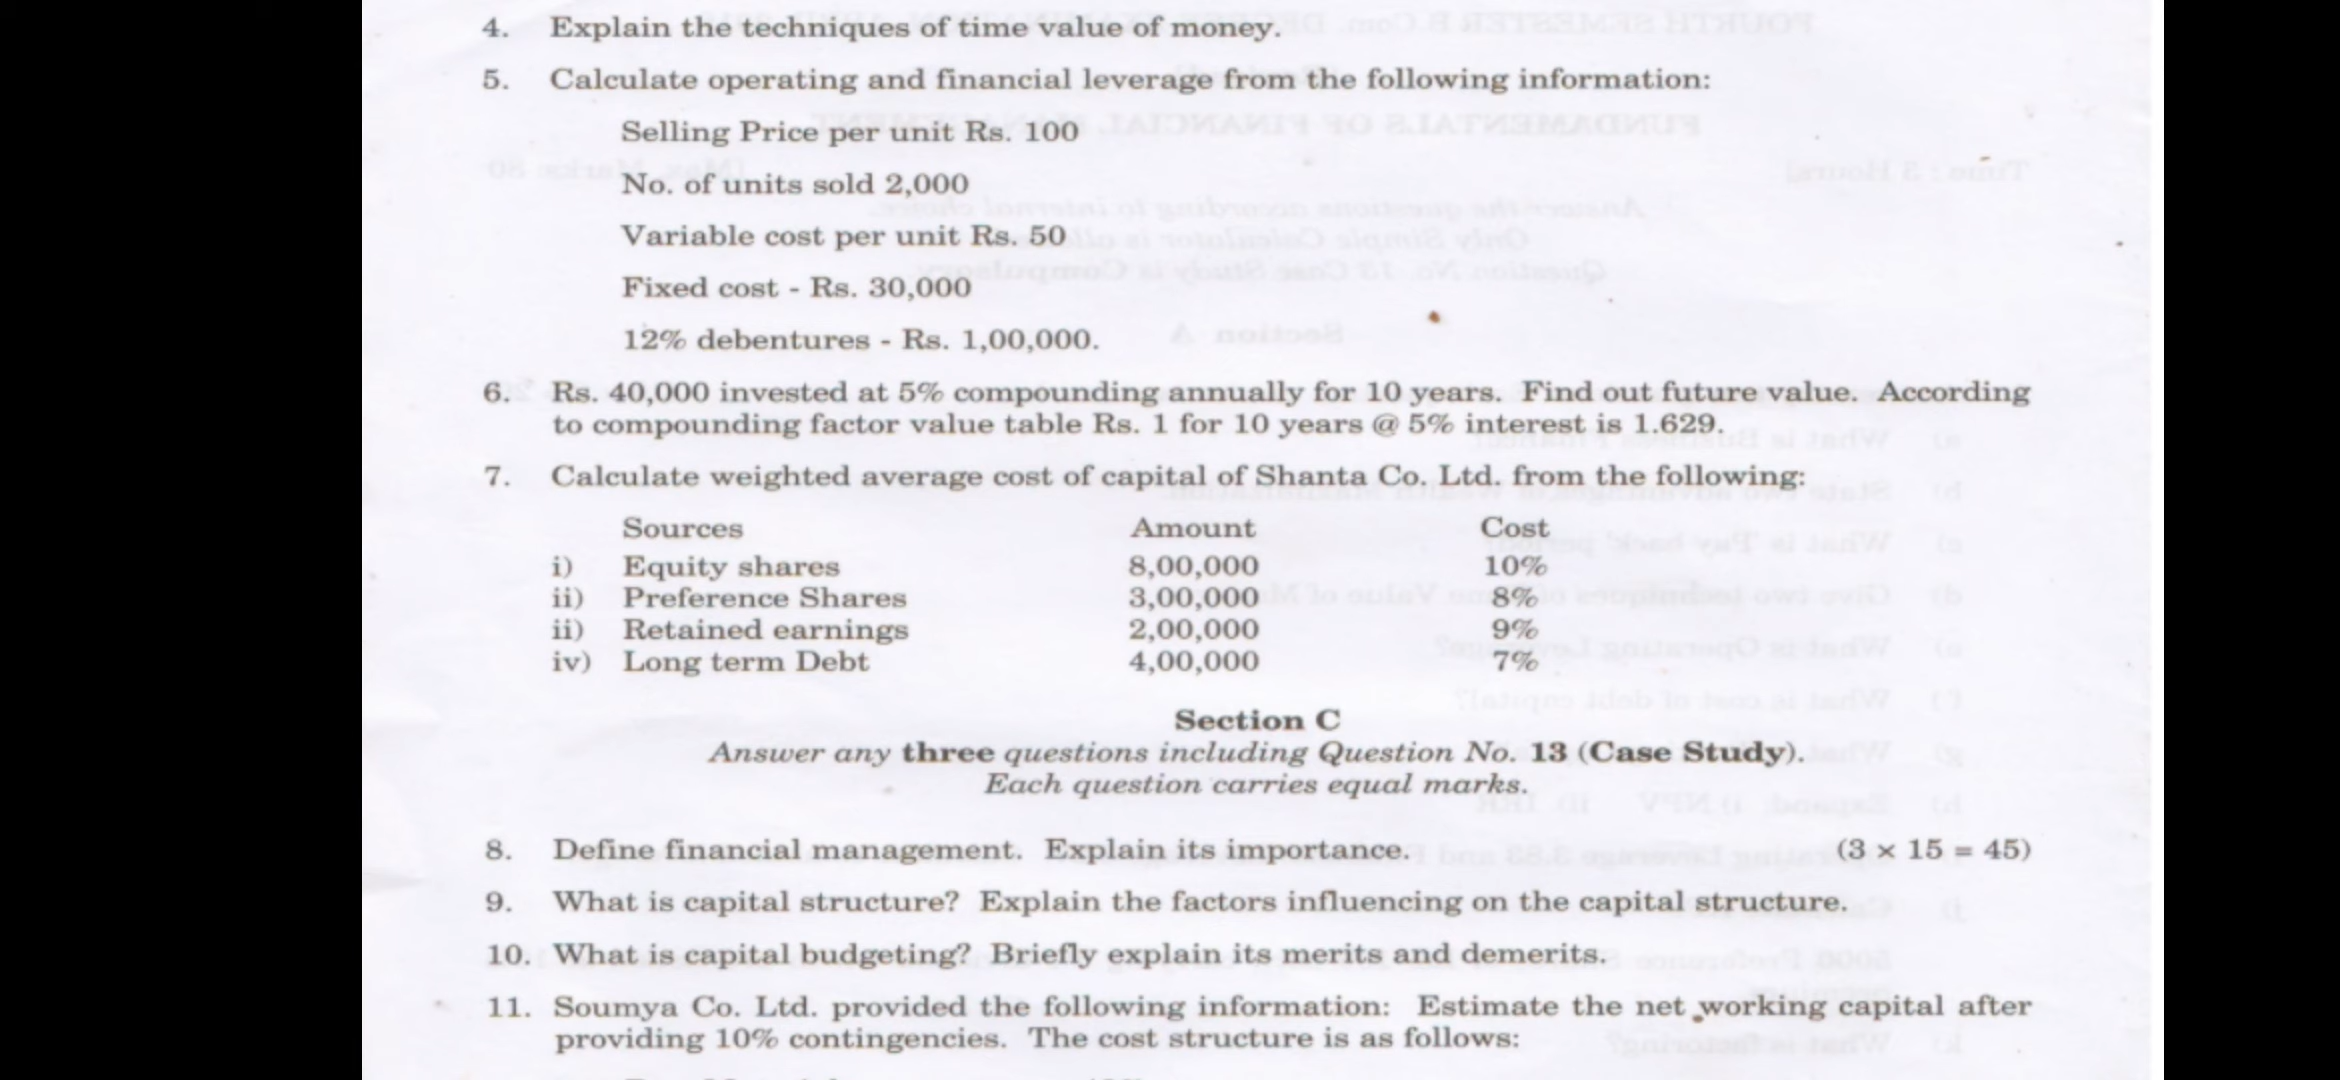 4. Explain the techniques of time value of money.
5. Calculate operating and financial leverage from the following information:
Selling Price per unit Rs. 100
No. of units sold 2,000
Variable cost per unit Rs. 50
Fixed cost - Rs. 30,000
12% debentures - Rs. 1,00,000.
6. Rs. 40,000 invested at 5% compounding annually for 10 years. Find out future value. According
to compounding factor value table Rs. 1 for 10 years @ 5% interest is 1.629.
7. Calculate weighted average cost of capital of Shanta Co. Ltd. from the following:
Sources Amount Cost
i) Equity shares 8,00,000 10%
ii) Preference Shares 3,00,000 8%
ii) Retained earnings 2,00,000 9%
iv) Long term Debt 4,00,000 7%
Section C
Answer any three questions including Question No. 13 (Case Study).
Each question carries equal marks.
8. Define financial management. Explain its importance. (3 × 15 = 45)
9. What is capital structure? Explain the factors influencing on the capital structure.
10. What is capital budgeting? Briefly explain its merits and demerits.
11. Soumya Co. Ltd. provided the following information: Estimate the net working capital after
providing 10% contingencies. The cost structure is as follows: